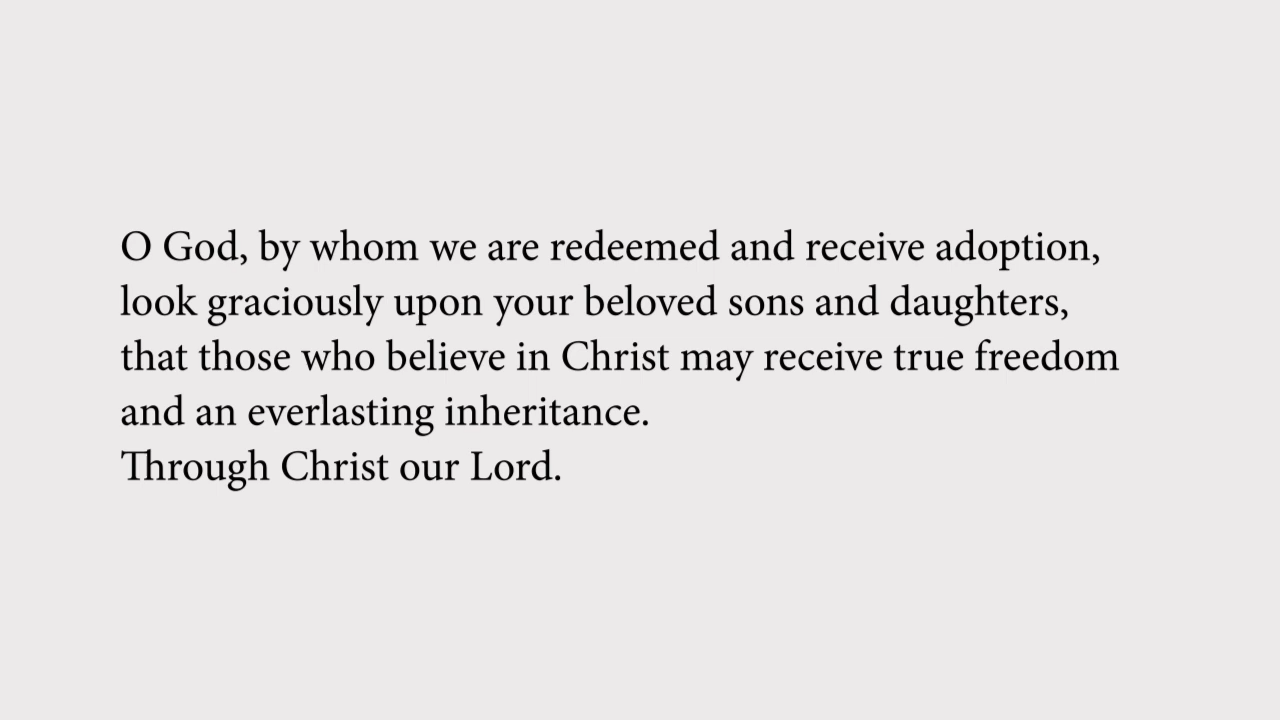 O God, by whom we are redeemed and receive adoption,
look graciously upon your beloved sons and daughters,
that those who believe in Christ may receive true freedom
and an everlasting inheritance.
Through Christ our Lord.